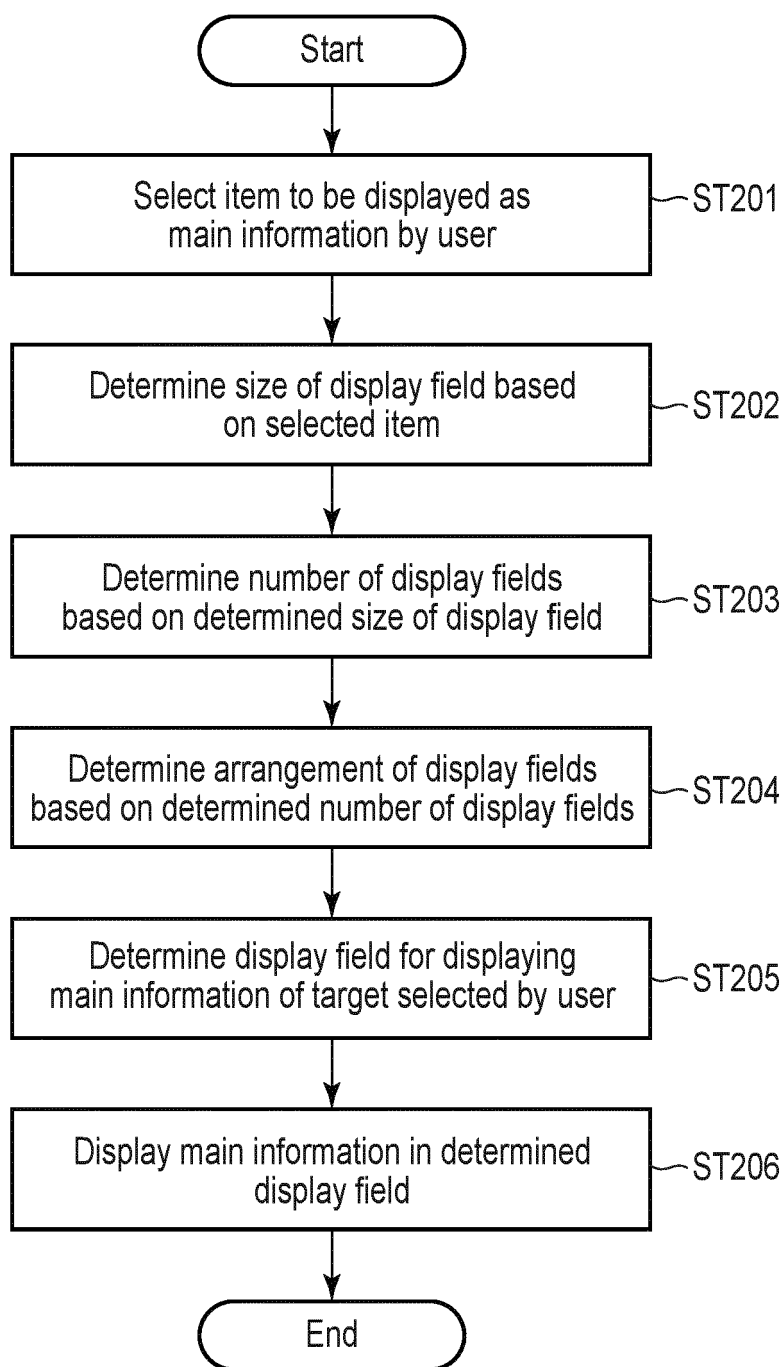 Start
Select item to be displayed as
main information by user
ST201
Determine size of display field based
on selected item
ST202
Determine number of display fields
based on determined size of display field
ST203
Determine arrangement of display fields
based on determined number of display fields
ST204
Determine display field for displaying
main information of target selected by user
ST205
Display main information in determined
display field
ST206
End